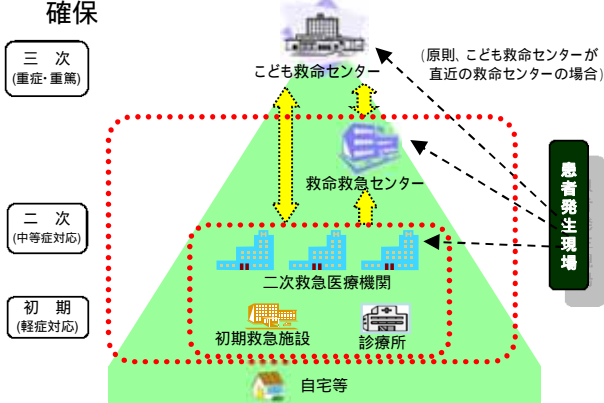 確保
三 次
(重症・重篤)
こども救命センター
(原則、こども救命センターが
直近の救命センターの場合)
救命救急センター
患者発生現場
二 次
(中等症対応)
二次救急医療機関
初 期
(軽症対応)
初期救急施設
診療所
自宅等